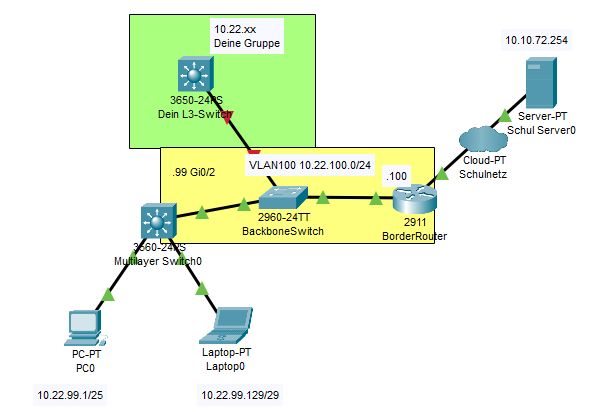 10.22.xx
Deine Gruppe
10.10.72.254
3650-24PS
Dein L3-Switch
Server-PT
Schul Server0
Cloud-PT
Schulnetz
VLAN100 10.22.100.0/24
.99 Gi0/2
.100
2960-24TT
BackboneSwitch
2911
BorderRouter
3560-24PS
Multilayer Switch0
PC-PT
PC0
Laptop-PT
Laptop0
10.22.99.1/25
10.22.99.129/29